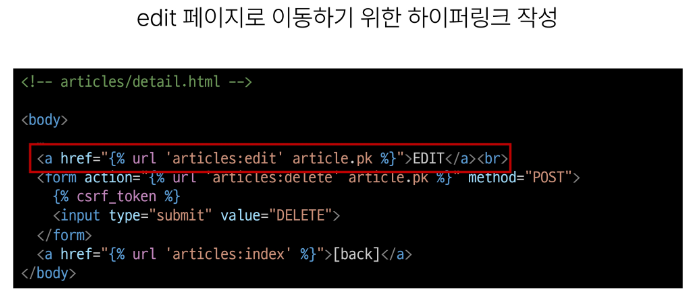 edit 페이지로 이동하기 위한 하이퍼링크 작성
<!-- articles/detail.html -->
<body>
<a href="{% url 'articles:edit' article.pk %}">EDIT</a><br>
<form action="{% url 'articles:delete' article.pk %}" method="POST">
{% csrf_token %}
<input type="submit" value="DELETE">
</form>
<a href="{% url 'articles:index' %}">[back]</a>
</body>